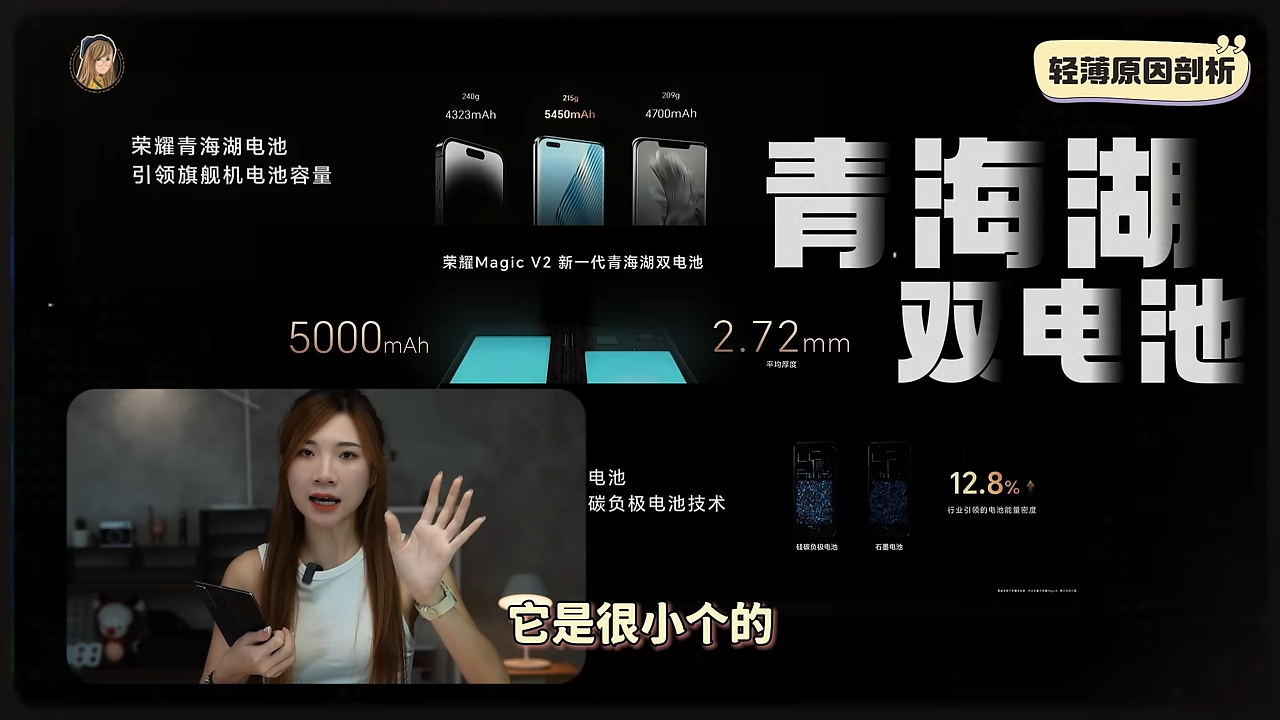 轻薄原因剖析
240g
4323mAh
215g
5450mAh
209g
4700mAh
荣耀青海湖电池
引领旗舰机电池容量
青海湖
双电池
荣耀Magic V2 新一代青海湖双电池
5000mAh
2.72mm
平均厚度
电池
碳负极电池技术
12.8%
行业引领的电池能量密度
硅碳负极电池
石墨电池
它是很小个的